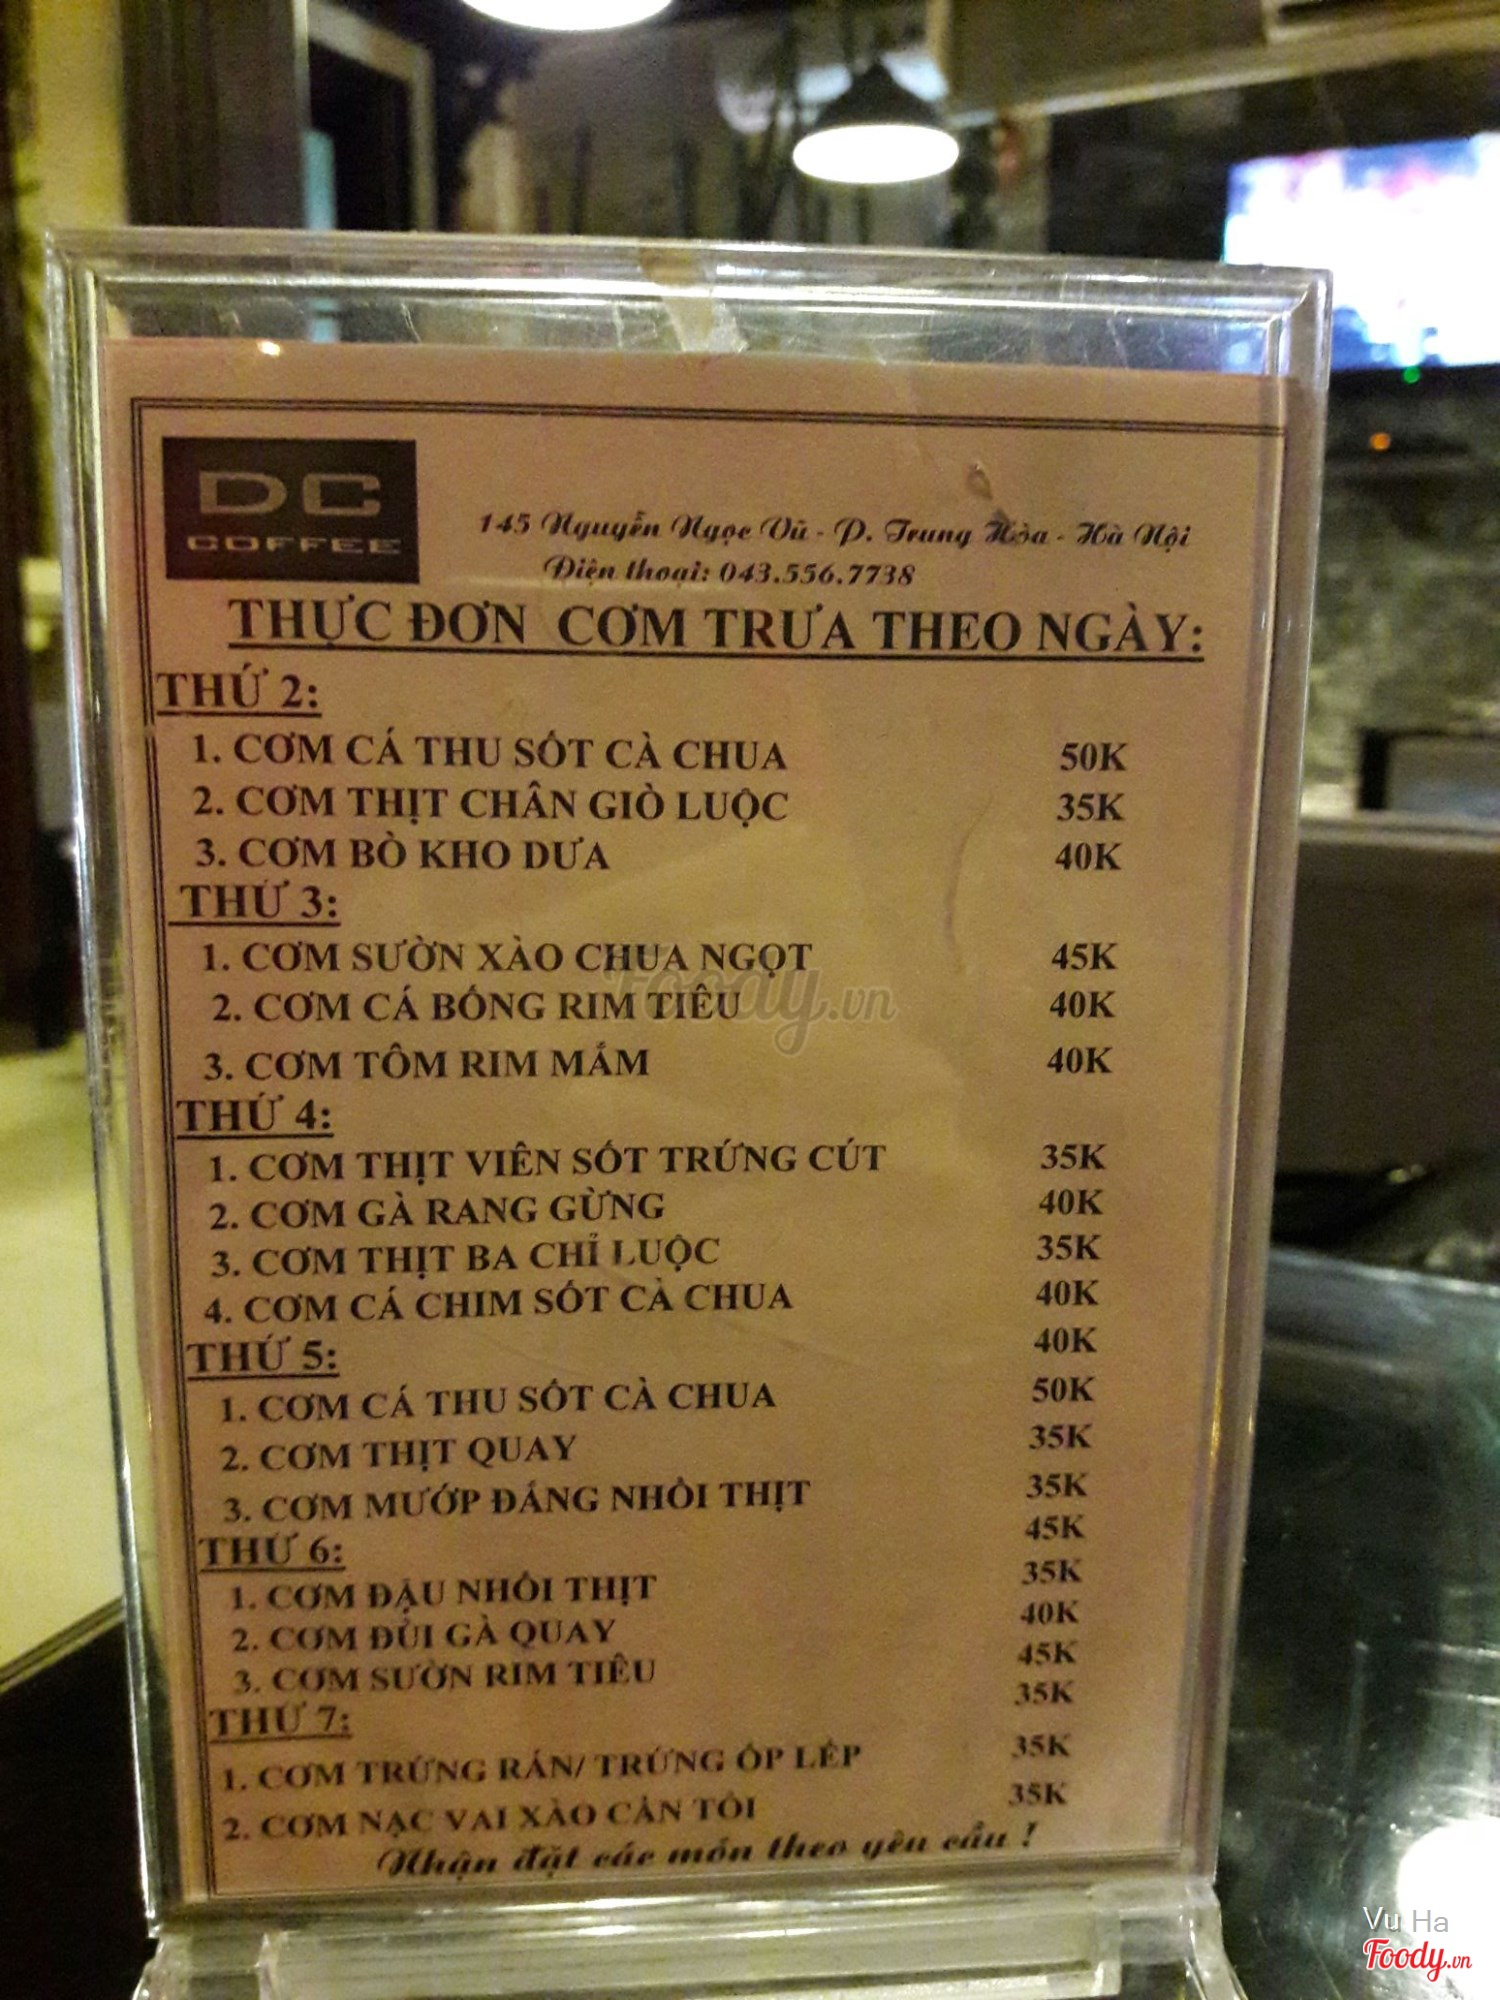 DC
COFFEE
145 Nguyễn Ngọc Vũ - P. Trung Hòa - Hà Nội
Điện thoại: 043.556.7738
THỰC ĐƠN CƠM TRƯA THEO NGÀY:
THỨ 2:
1. CƠM CÁ THU SỐT CÀ CHUA 50K
2. CƠM THỊT CHÂN GIÒ LUỘC 35K
3. CƠM BÒ KHO DƯA 40K
THỨ 3:
1. CƠM SƯỜN XÀO CHUA NGỌT 45K
2. CƠM CÁ BỐNG RIM TIÊU 40K
3. CƠM TÔM RIM MẮM 40K
THỨ 4:
1. CƠM THỊT VIÊN SỐT TRỨNG CÚT 35K
2. CƠM GÀ RANG GỪNG 40K
3. CƠM THỊT BA CHỈ LUỘC 35K
4. CƠM CÁ CHIM SỐT CÀ CHUA 40K
THỨ 5: 40K
1. CƠM CÁ THU SỐT CÀ CHUA 50K
2. CƠM THỊT QUAY 35K
3. CƠM MƯỚP ĐẮNG NHỒI THỊT 35K
THỨ 6: 45K
1. CƠM ĐẬU NHỒI THỊT 35K
2. CƠM ĐÙI GÀ QUAY 40K
3. CƠM SƯỜN RIM TIÊU 45K
THỨ 7: 35K
1. CƠM TRỨNG RÁN/ TRỨNG ỐP LẾP 35K
2. CƠM NẠC VAI XÀO CẦN TỎI 35K
Nhận đặt các món theo yêu cầu !
Foody.vn
Vu Ha
Foody.vn